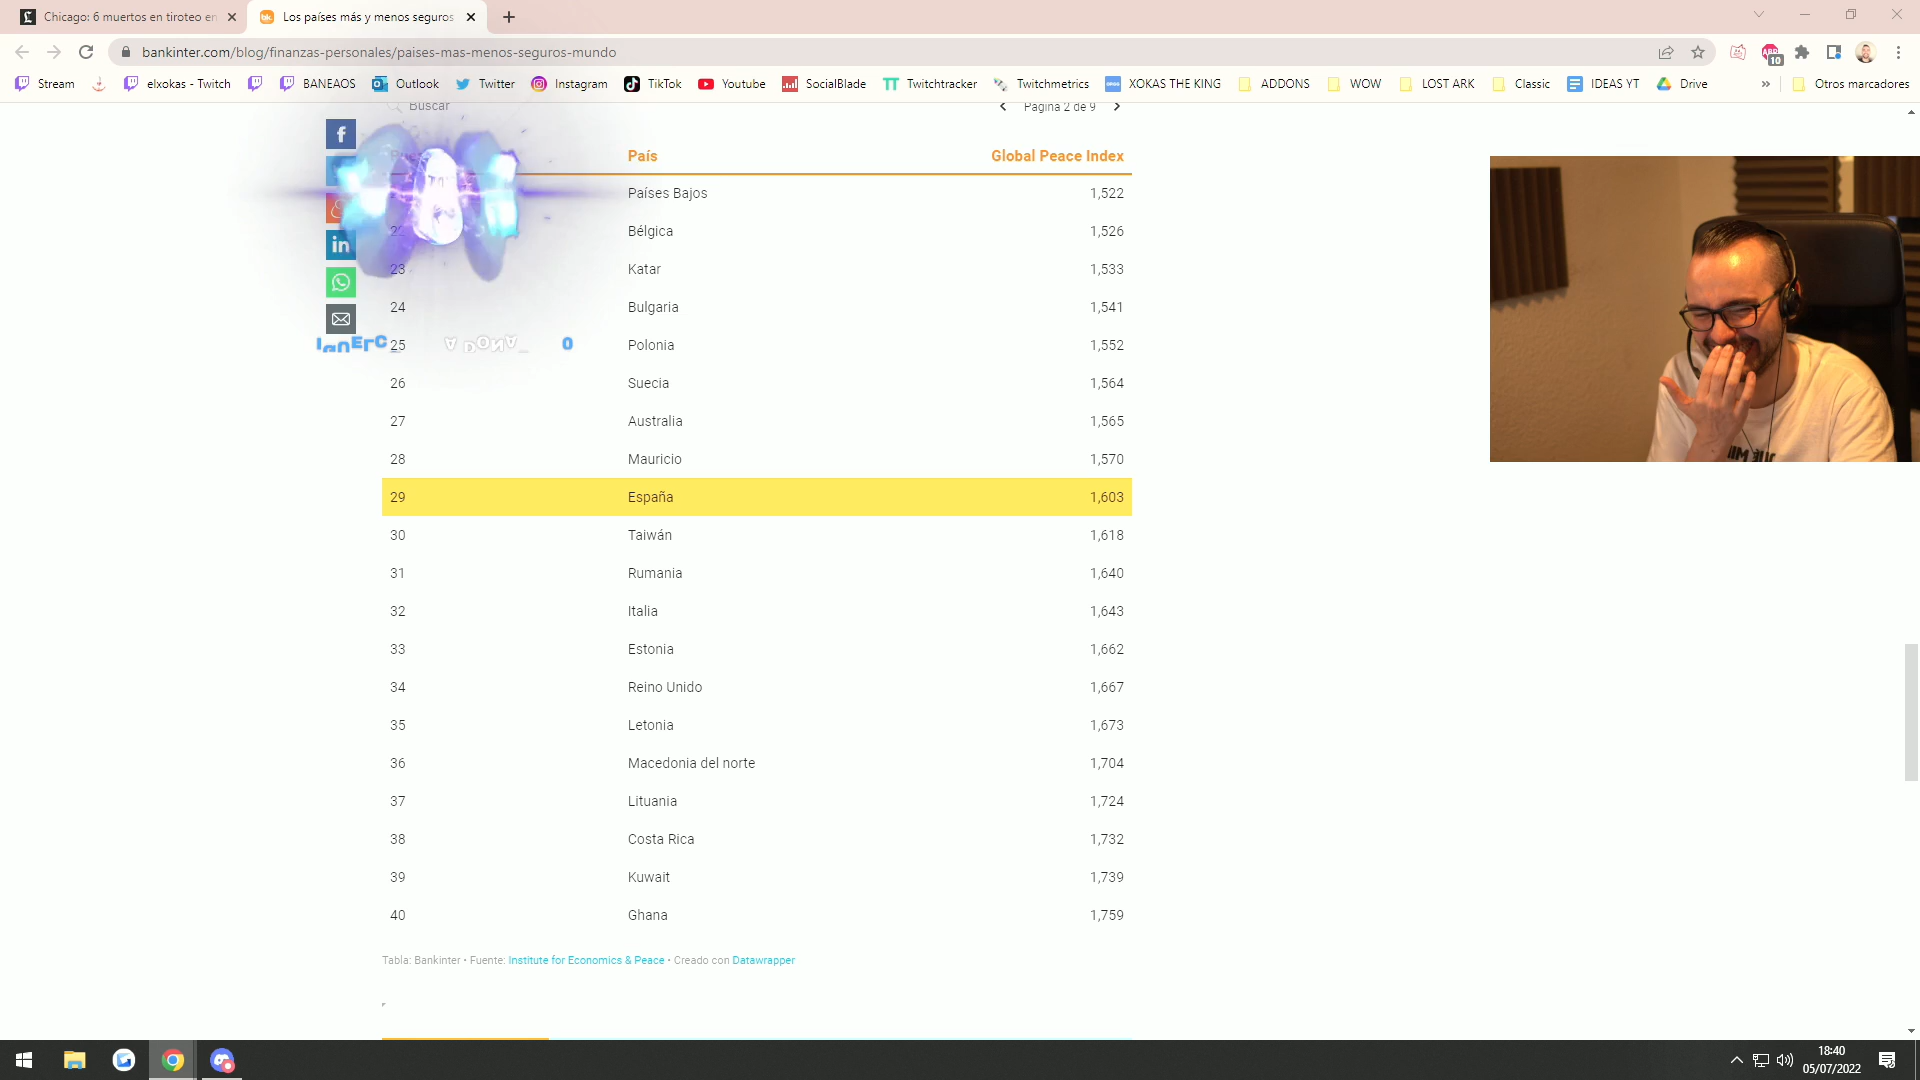 Chicago: 6 muertos en tiroteo en
Los países más y menos seguros
bankinter.com/blog/finanzas-personales/paises-mas-menos-seguros-mundo
Stream elxokas - Twitch BANEAOS Outlook Twitter Instagram TikTok Youtube SocialBlade Twitchtracker Twitchmetrics XOKAS THE KING ADDONS WOW LOST ARK Classic IDEAS YT Drive » Otros marcadores
ABP 10
Buscar Página 2 de 9
País Global Peace Index
Países Bajos 1,522
Bélgica 1,526
23 Katar 1,533
24 Bulgaria 1,541
25 Polonia 1,552
26 Suecia 1,564
27 Australia 1,565
28 Mauricio 1,570
29 España 1,603
30 Taiwán 1,618
31 Rumania 1,640
32 Italia 1,643
33 Estonia 1,662
34 Reino Unido 1,667
35 Letonia 1,673
36 Macedonia del norte 1,704
37 Lituania 1,724
38 Costa Rica 1,732
39 Kuwait 1,739
40 Ghana 1,759
Tabla: Bankinter • Fuente: Institute for Economics & Peace • Creado con Datawrapper
18:40
05/07/2022